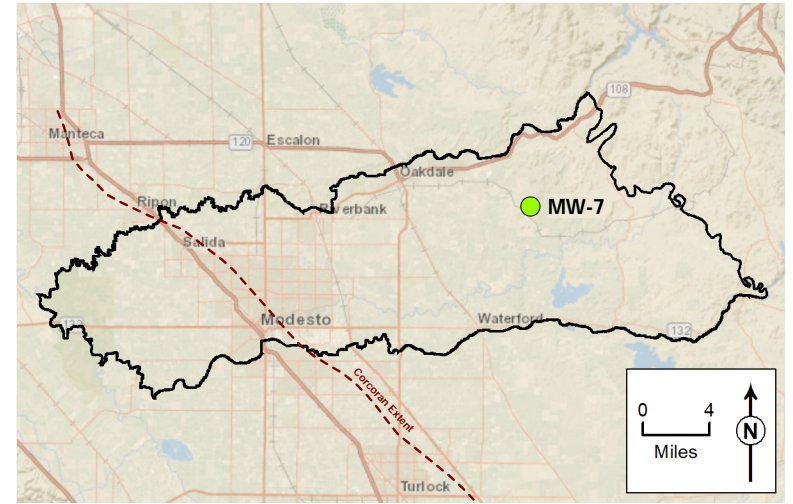 108
Manteca
120
Escalon
Oakdale
Ripon
Riverbank
MW-7
Salida
Modesto
Waterford
132
132
Corcoran Extent
Turlock
0 4
Miles
N